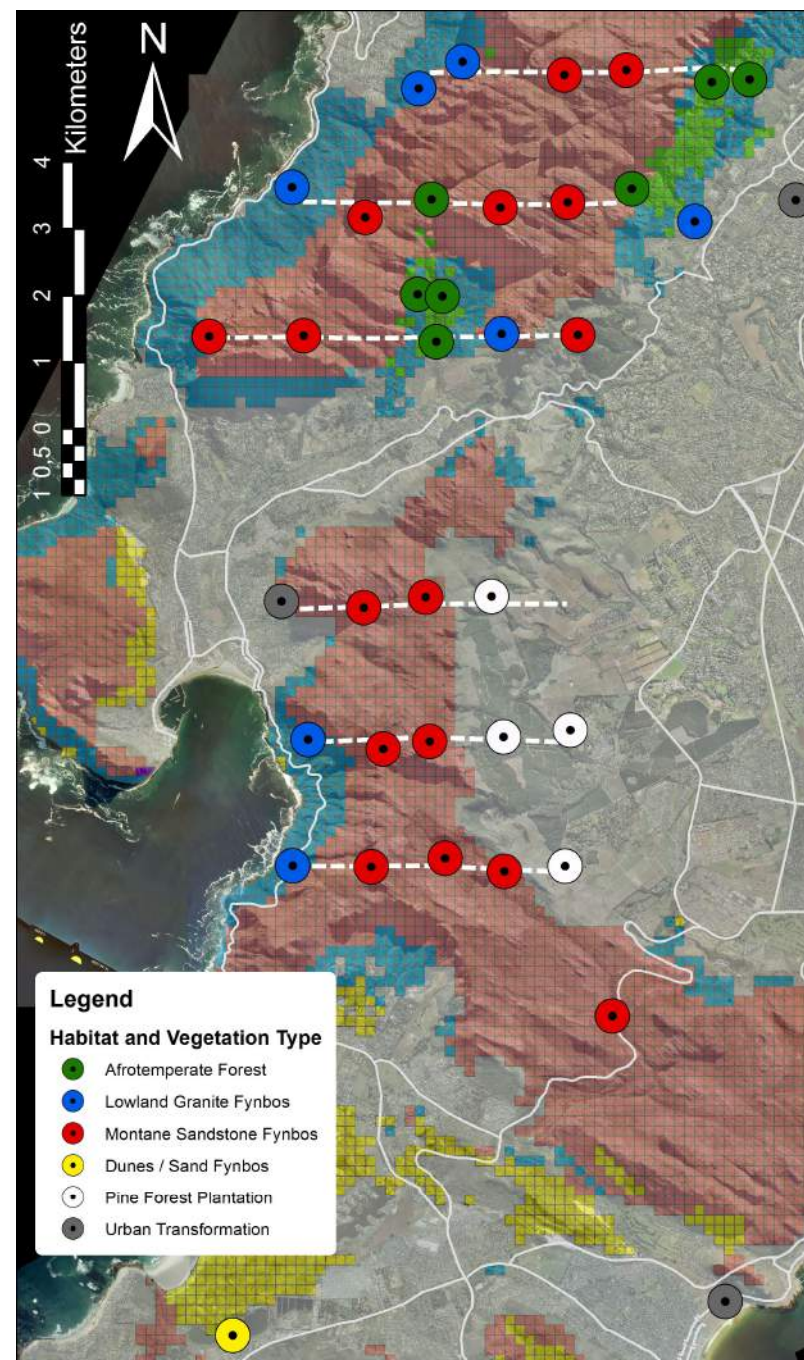 N
Kilometers
1 0,5 0 1 2 3 4
Legend
Habitat and Vegetation Type
Afrotemperate Forest
Lowland Granite Fynbos
Montane Sandstone Fynbos
Dunes / Sand Fynbos
Pine Forest Plantation
Urban Transformation